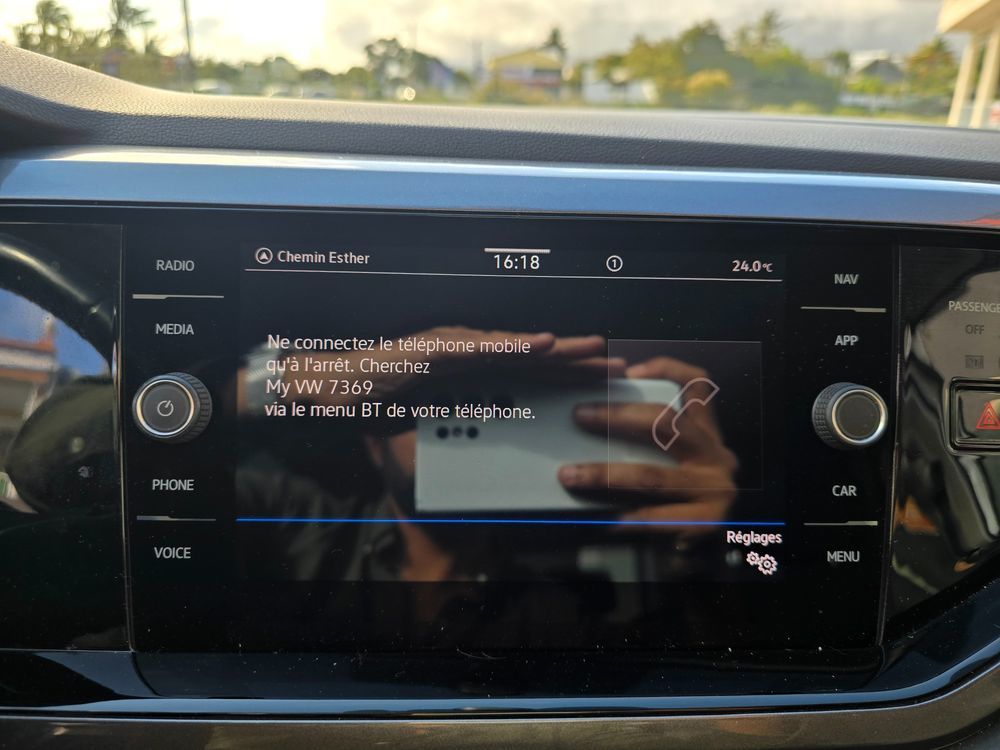 Chemin Esther
16:18
1
24.0°C
RADIO
MEDIA
PHONE
VOICE
Ne connectez le téléphone mobile
qu'à l'arrêt. Cherchez
My VW 7369
via le menu BT de votre téléphone.
Réglages
NAV
APP
CAR
MENU
OFF